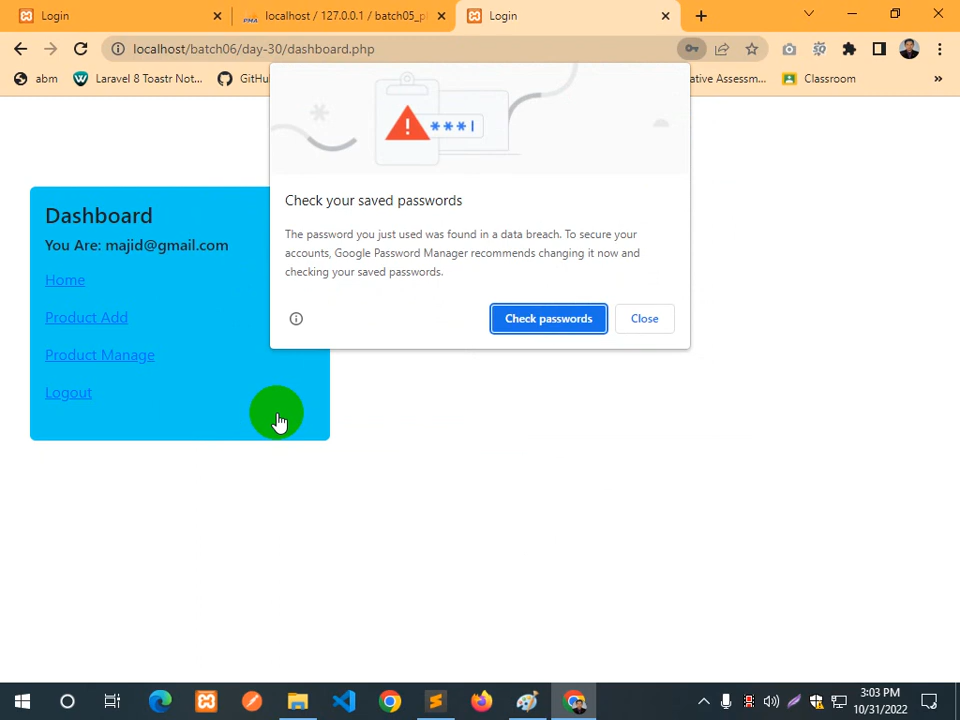 Login
localhost / 127.0.0.1 / batch05_p
Login
localhost/batch06/day-30/dashboard.php
abm
Laravel 8 Toastr Not...
GitHu
ative Assessm...
Classroom
»
***
Check your saved passwords
The password you just used was found in a data breach. To secure your
accounts, Google Password Manager recommends changing it now and
checking your saved passwords.
Check passwords
Close
Dashboard
You Are: majid@gmail.com
Home
Product Add
Product Manage
Logout
3:03 PM
10/31/2022